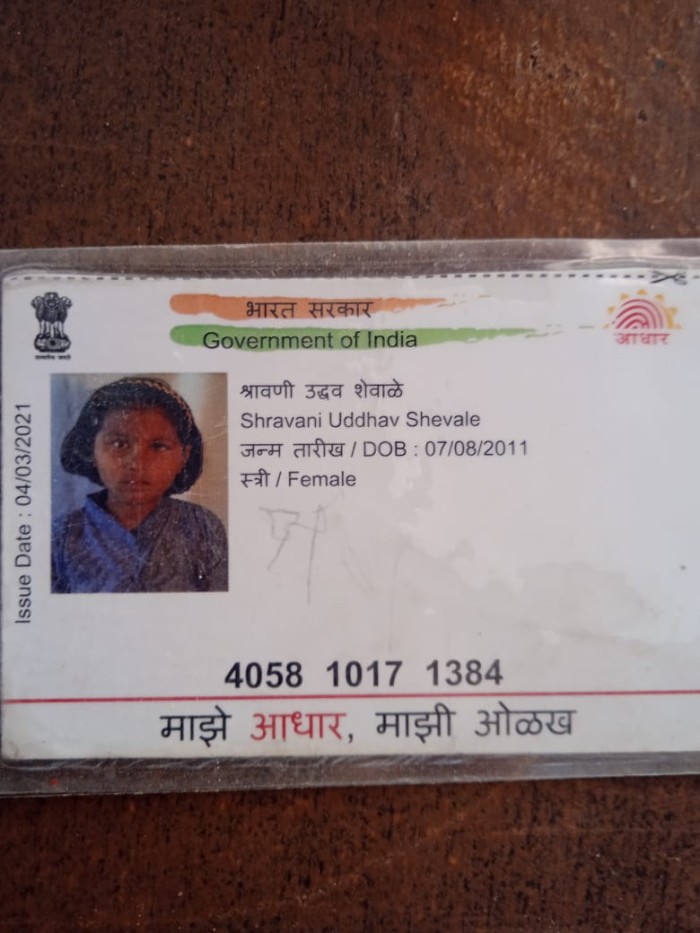 भारत सरकार
Government of India
आधार
श्रावणी उद्धव शेवाळे
Shravani Uddhav Shevale
जन्म तारीख / DOB : 07/08/2011
स्त्री / Female
Issue Date : 04/03/2021
4058 1017 1384
माझे आधार, माझी ओळख